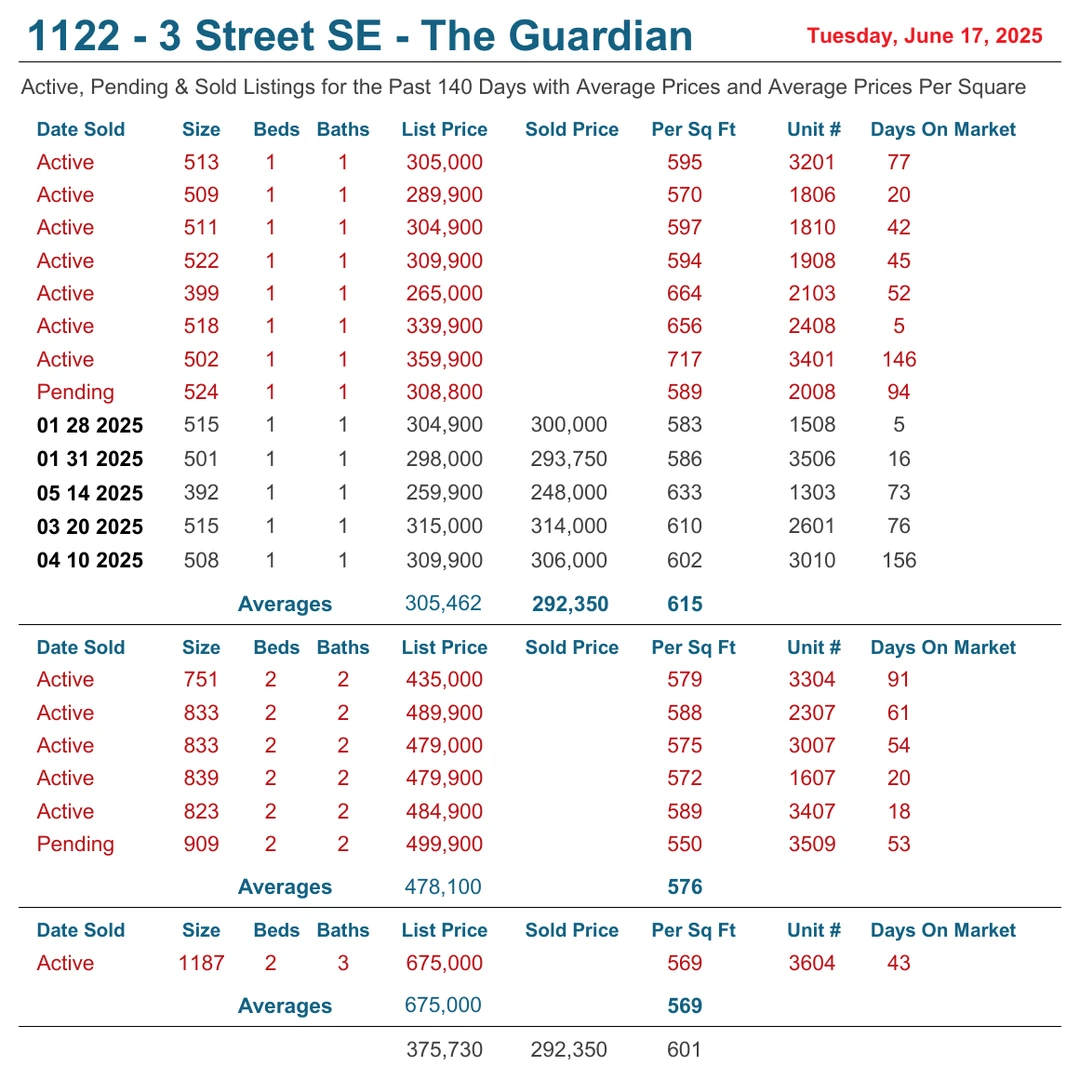 1122 - 3 Street SE - The Guardian Tuesday, June 17, 2025
Active, Pending & Sold Listings for the Past 140 Days with Average Prices and Average Prices Per Square
Date Sold Size Beds Baths List Price Sold Price Per Sq Ft Unit # Days On Market
Active 513 1 1 305,000 595 3201 77
Active 509 1 1 289,900 570 1806 20
Active 511 1 1 304,900 597 1810 42
Active 522 1 1 309,900 594 1908 45
Active 399 1 1 265,000 664 2103 52
Active 518 1 1 339,900 656 2408 5
Active 502 1 1 359,900 717 3401 146
Pending 524 1 1 308,800 589 2008 94
01 28 2025 515 1 1 304,900 300,000 583 1508 5
01 31 2025 501 1 1 298,000 293,750 586 3506 16
05 14 2025 392 1 1 259,900 248,000 633 1303 73
03 20 2025 515 1 1 315,000 314,000 610 2601 76
04 10 2025 508 1 1 309,900 306,000 602 3010 156
Averages 305,462 292,350 615
Date Sold Size Beds Baths List Price Sold Price Per Sq Ft Unit # Days On Market
Active 751 2 2 435,000 579 3304 91
Active 833 2 2 489,900 588 2307 61
Active 833 2 2 479,000 575 3007 54
Active 839 2 2 479,900 572 1607 20
Active 823 2 2 484,900 589 3407 18
Pending 909 2 2 499,900 550 3509 53
Averages 478,100 576
Date Sold Size Beds Baths List Price Sold Price Per Sq Ft Unit # Days On Market
Active 1187 2 3 675,000 569 3604 43
Averages 675,000 569
375,730 292,350 601